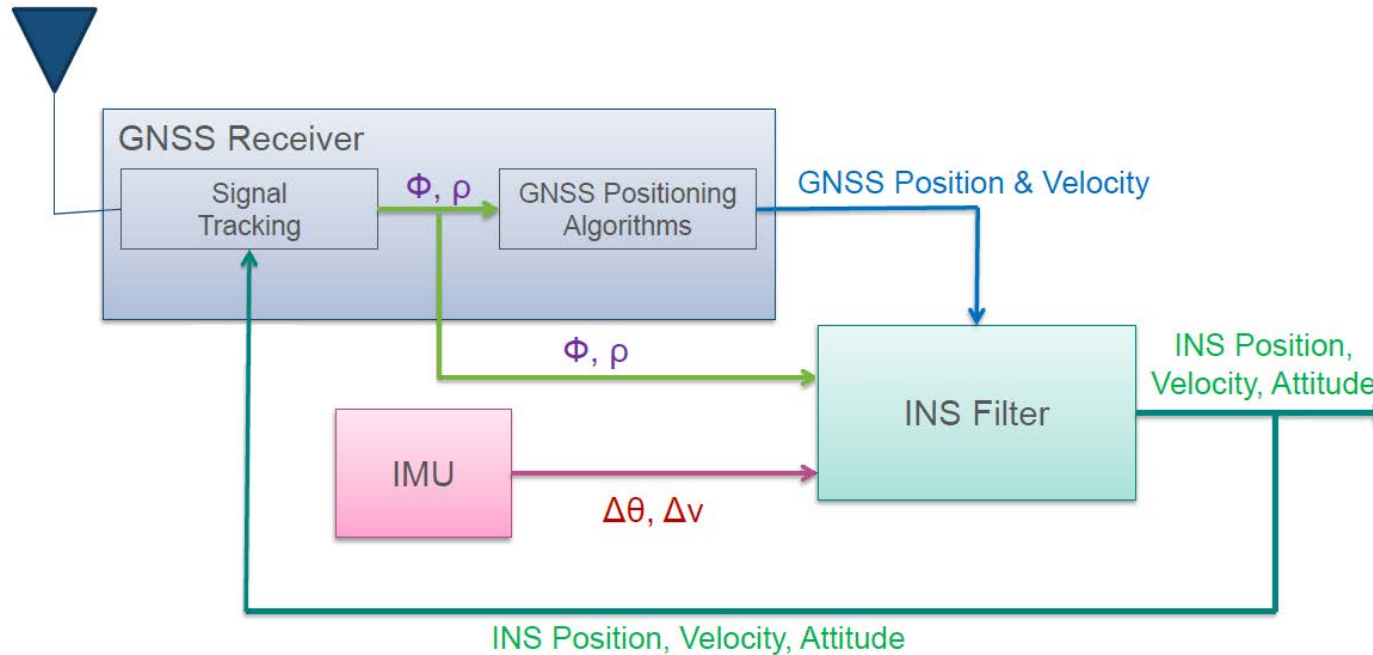 GNSS Receiver
Signal
Tracking
Φ, ρ
GNSS Positioning
Algorithms
GNSS Position & Velocity
Φ, ρ
INS Filter
INS Position,
Velocity, Attitude
IMU
Δθ, Δv
INS Position, Velocity, Attitude